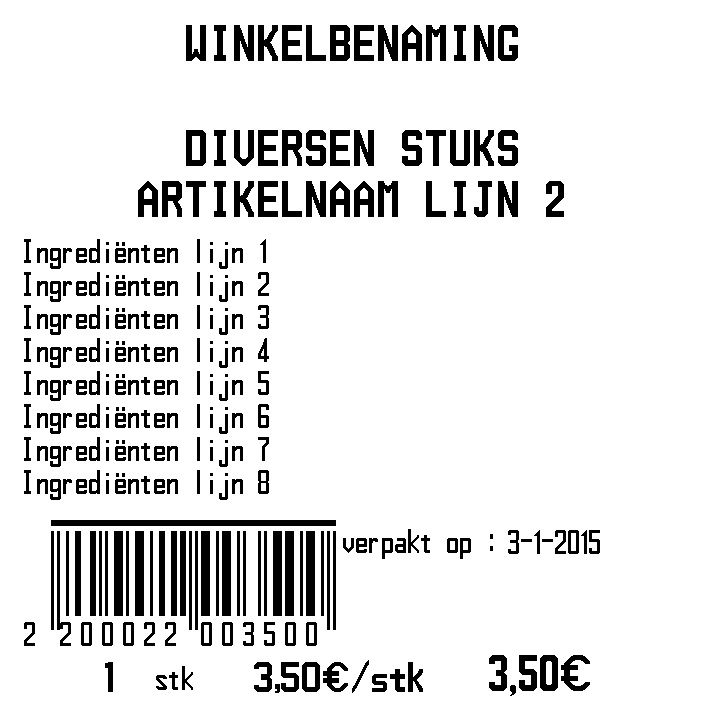 WINKELBENAMING
DIVERSEN STUKS
ARTIKELNAAM LIJN 2
Ingrediënten lijn 1
Ingrediënten lijn 2
Ingrediënten lijn 3
Ingrediënten lijn 4
Ingrediënten lijn 5
Ingrediënten lijn 6
Ingrediënten lijn 7
Ingrediënten lijn 8
verpakt op : 3-1-2015
2 200022 003500
1 stk 3,50€/stk 3,50€